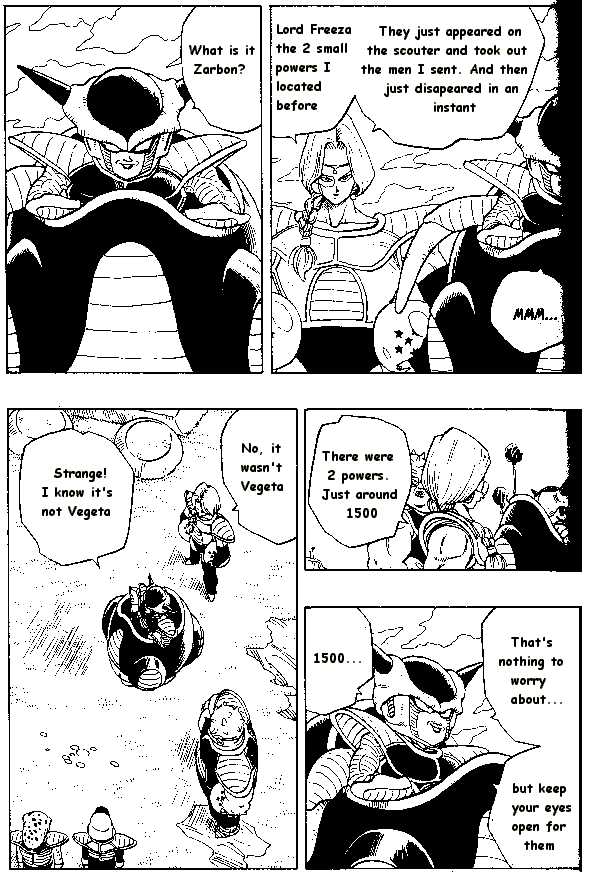 What is it
Zarbon?
Lord Freeza
the 2 small
powers I
located
before
They just appeared on
the scouter and took out
the men I sent. And then
just disapeared in an
instant
MMM...
Strange!
I know it's
not Vegeta
No, it
wasn't
Vegeta
There were
2 powers.
Just around
1500
1500...
That's
nothing to
worry
about...
but keep
your eyes
open for
them